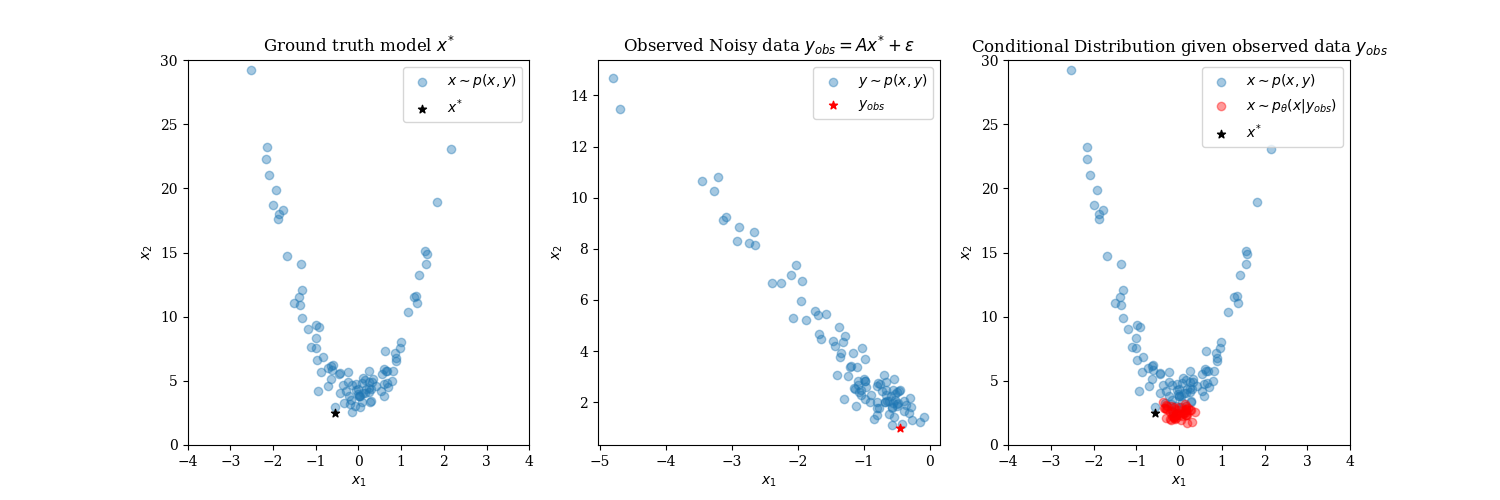 Ground truth model x*
x ~ p(x, y)
x*
30
25
20
15
10
5
0
x₂
−4 −3 −2 −1 0 1 2 3 4
x₁
Observed Noisy data y_obs = Ax* + ε
y ~ p(x, y)
y_obs
14
12
10
8
6
4
2
x₂
−5 −4 −3 −2 −1 0
x₁
Conditional Distribution given observed data y_obs
x ~ p(x, y)
x ~ p_θ(x|y_obs)
x*
30
25
20
15
10
5
0
x₂
−4 −3 −2 −1 0 1 2 3 4
x₁